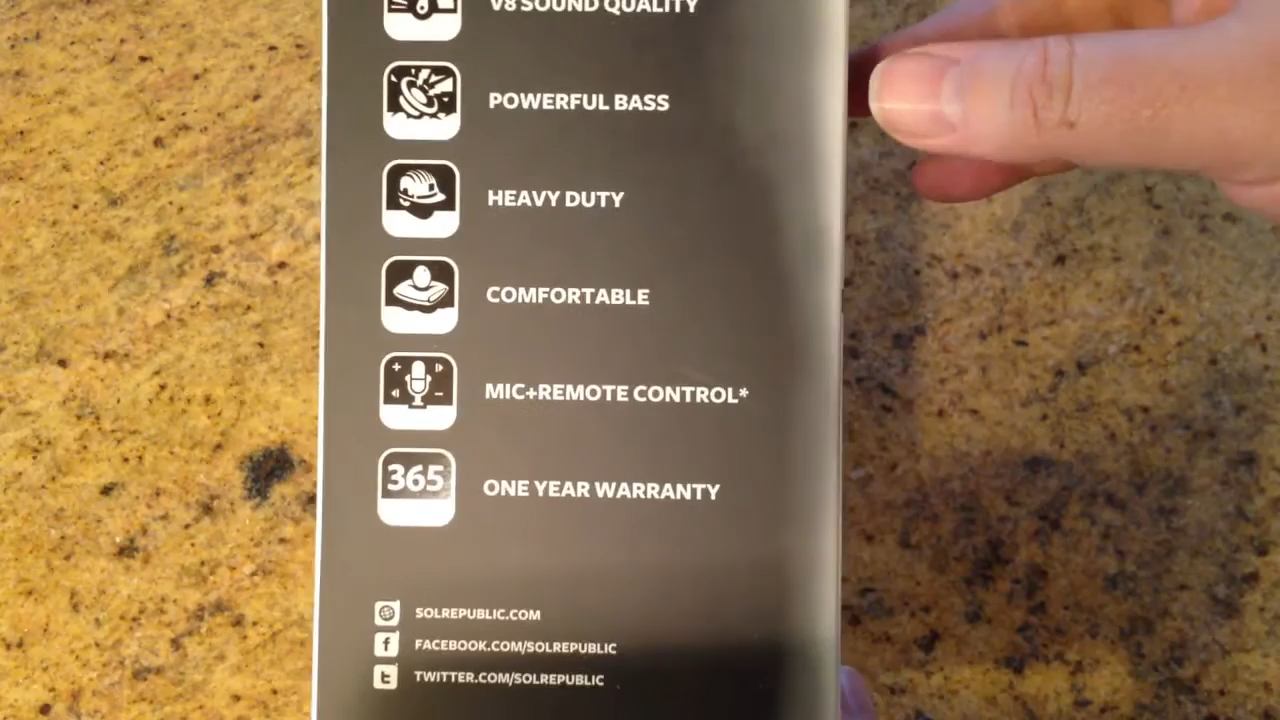 V8 SOUND QUALITY
POWERFUL BASS
HEAVY DUTY
COMFORTABLE
MIC+REMOTE CONTROL*
365
ONE YEAR WARRANTY
SOLREPUBLIC.COM
f
FACEBOOK.COM/SOLREPUBLIC
t
TWITTER.COM/SOLREPUBLIC